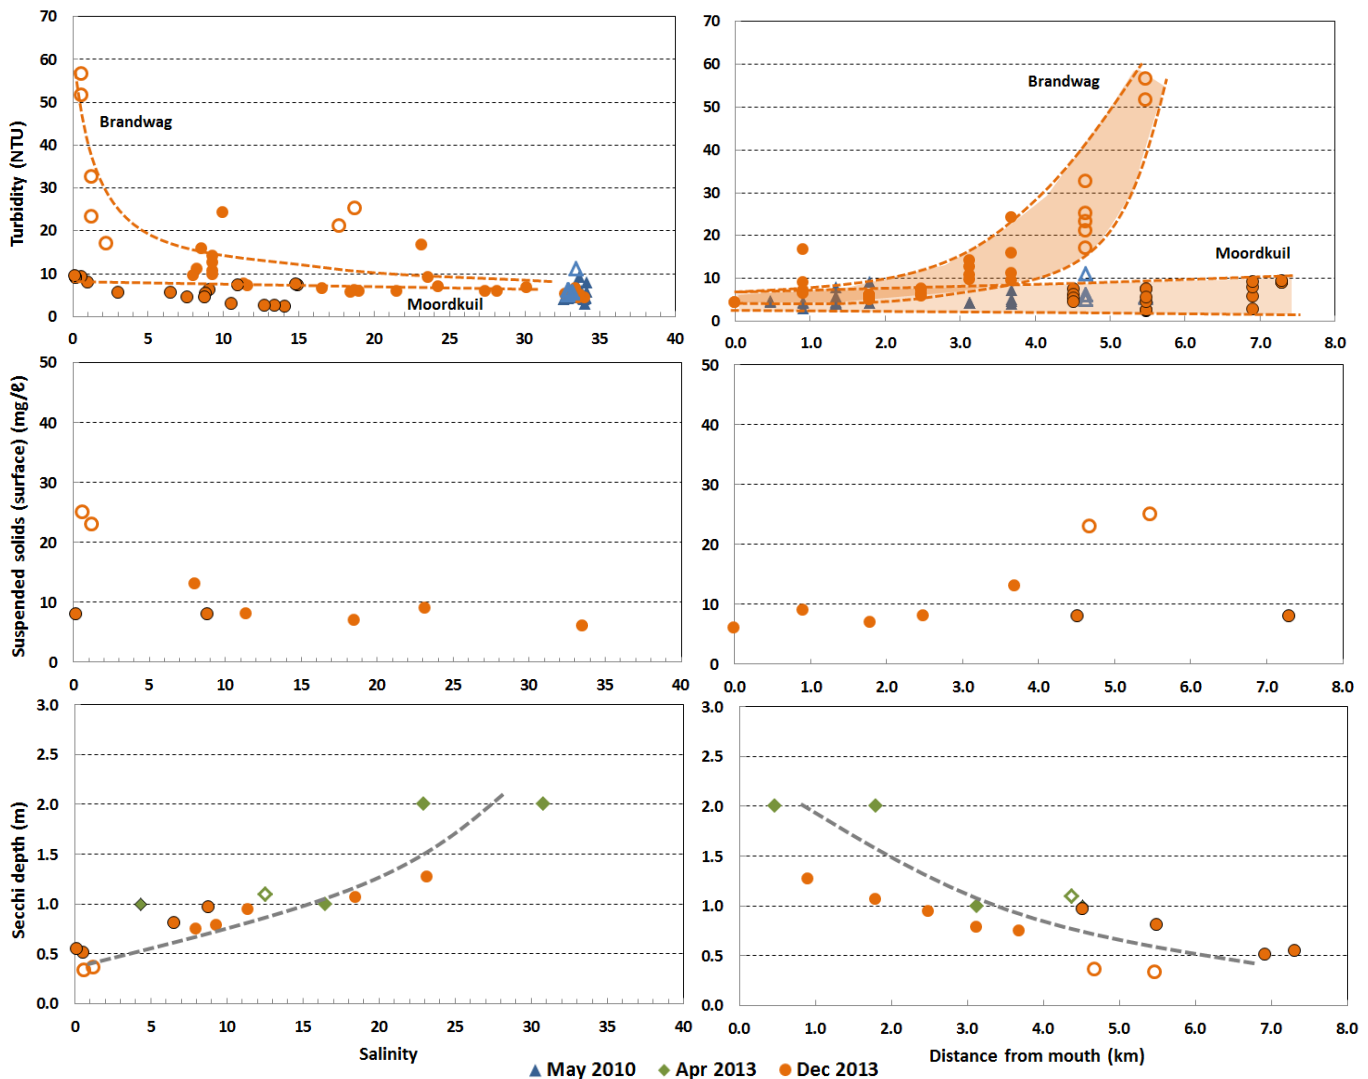 Turbidity (NTU)
70
60
50
40
30
20
10
0
Brandwag
Moordkuil
0 5 10 15 20 25 30 35 40
70
60
50
40
30
20
10
0
Brandwag
Moordkuil
0.0 1.0 2.0 3.0 4.0 5.0 6.0 7.0 8.0
Suspended solids (surface) (mg/ℓ)
50
40
30
20
10
0
0 5 10 15 20 25 30 35 40
50
40
30
20
10
0
0.0 1.0 2.0 3.0 4.0 5.0 6.0 7.0 8.0
Secchi depth (m)
3.0
2.5
2.0
1.5
1.0
0.5
0.0
0 5 10 15 20 25 30 35 40
Salinity
3.0
2.5
2.0
1.5
1.0
0.5
0.0
0.0 1.0 2.0 3.0 4.0 5.0 6.0 7.0 8.0
Distance from mouth (km)
May 2010 Apr 2013 Dec 2013